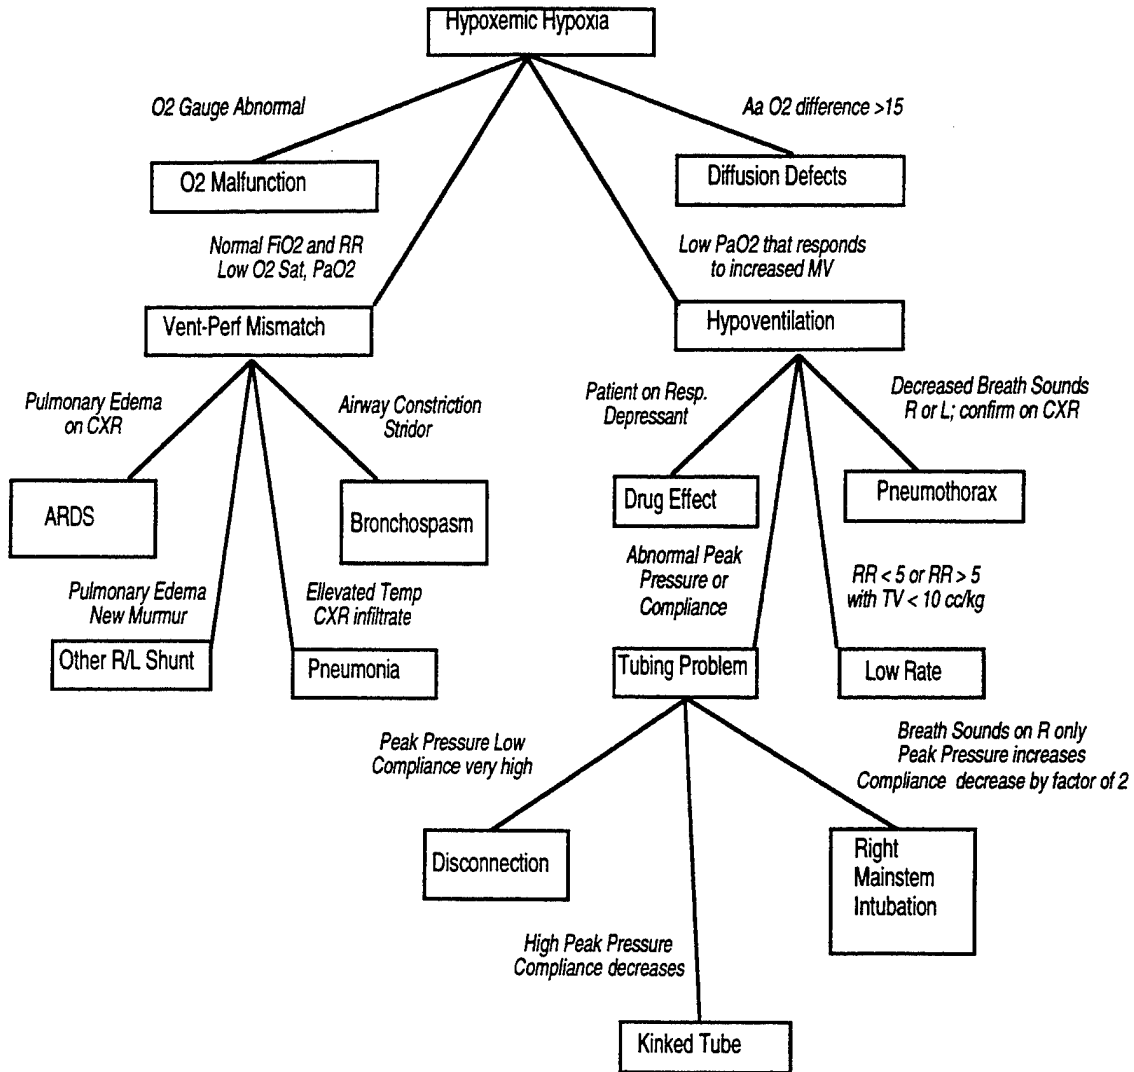 Hypoxemic Hypoxia
O2 Gauge Abnormal
Aa O2 difference >15
O2 Malfunction
Diffusion Defects
Normal FiO2 and RR
Low O2 Sat, PaO2
Low PaO2 that responds
to increased MV
Vent-Perf Mismatch
Hypoventilation
Pulmonary Edema
on CXR
Airway Constriction
Stridor
Patient on Resp.
Depressant
Decreased Breath Sounds
R or L; confirm on CXR
ARDS
Bronchospasm
Drug Effect
Pneumothorax
Pulmonary Edema
New Murmur
Ellevated Temp
CXR infiltrate
Abnormal Peak
Pressure or
Compliance
RR < 5 or RR > 5
with TV < 10 cc/kg
Other R/L Shunt
Pneumonia
Tubing Problem
Low Rate
Peak Pressure Low
Compliance very high
Breath Sounds on R only
Peak Pressure increases
Compliance decrease by factor of 2
Disconnection
Right
Mainstem
Intubation
High Peak Pressure
Compliance decreases
Kinked Tube